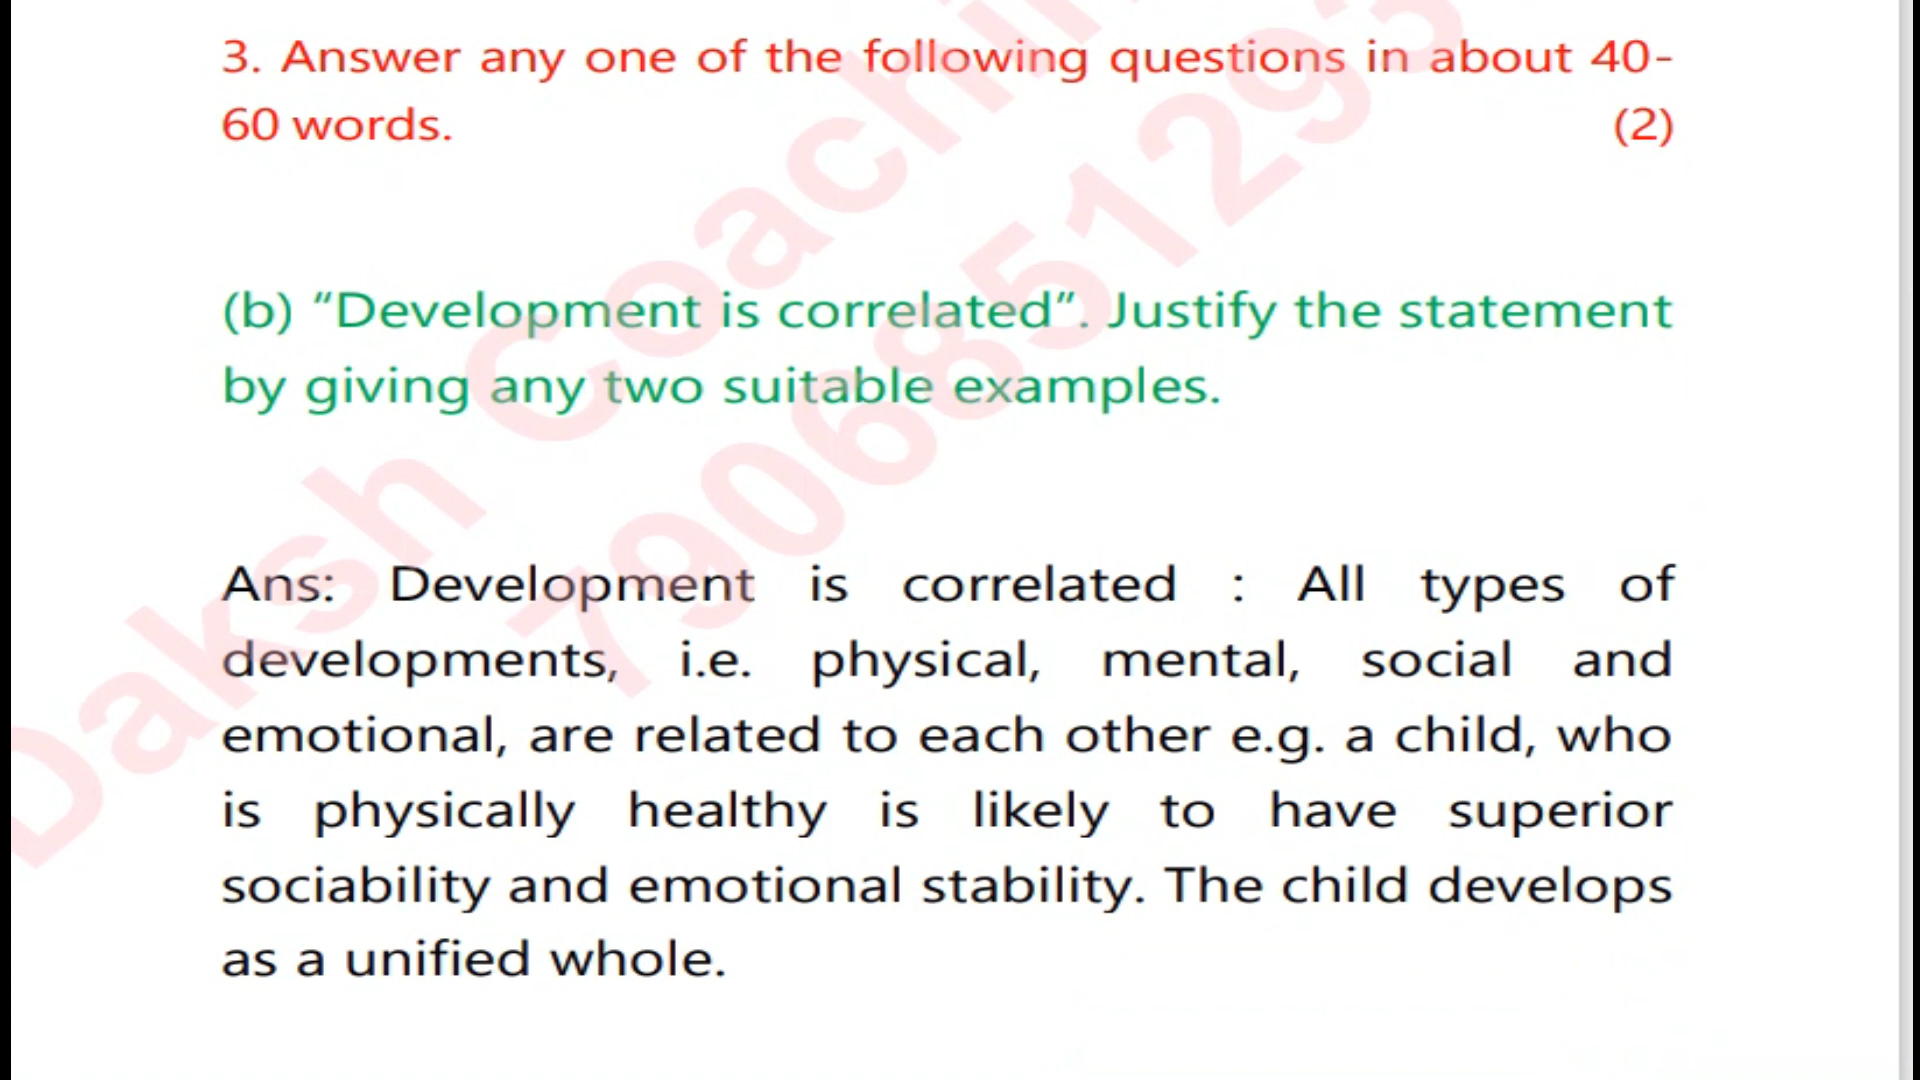 3. Answer any one of the following questions in about 40-
60 words. (2)
(b) “Development is correlated”. Justify the statement
by giving any two suitable examples.
Ans: Development is correlated : All types of
developments, i.e. physical, mental, social and
emotional, are related to each other e.g. a child, who
is physically healthy is likely to have superior
sociability and emotional stability. The child develops
as a unified whole.
Daksh
7906851293